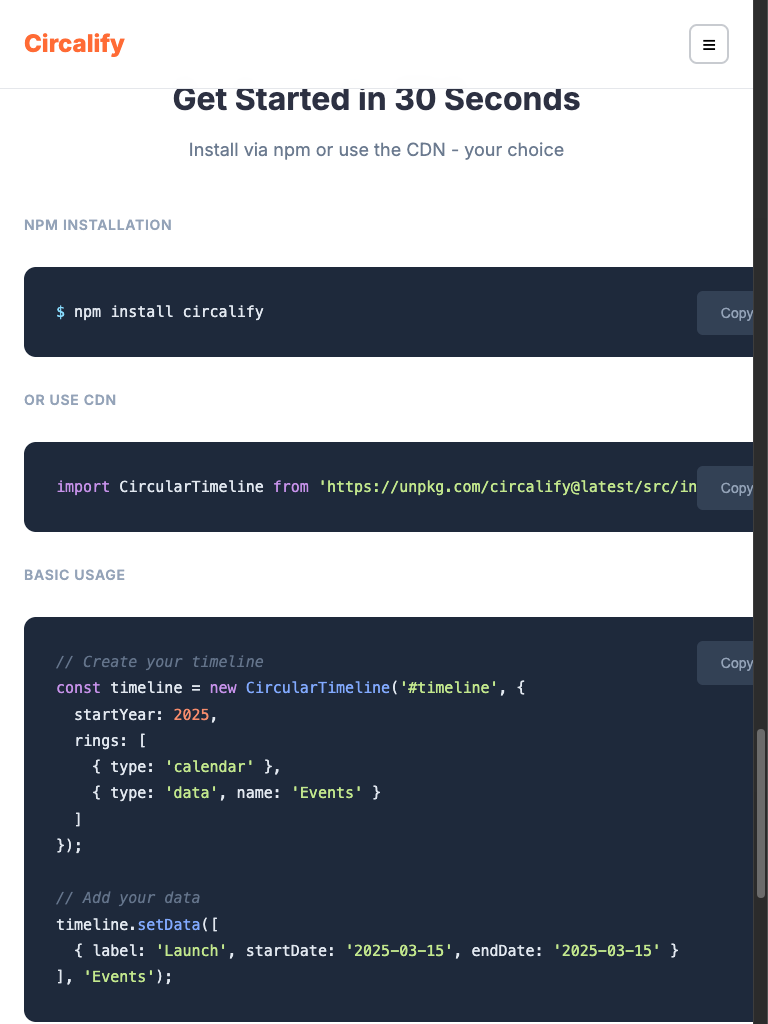 Circalify
Get Started in 30 Seconds
Install via npm or use the CDN - your choice
NPM INSTALLATION
$ npm install circalify
Copy
OR USE CDN
import CircularTimeline from 'https://unpkg.com/circalify@latest/src/in
Copy
BASIC USAGE
Copy
// Create your timeline
const timeline = new CircularTimeline('#timeline', {
  startYear: 2025,
  rings: [
    { type: 'calendar' },
    { type: 'data', name: 'Events' }
  ]
});
// Add your data
timeline.setData([
  { label: 'Launch', startDate: '2025-03-15', endDate: '2025-03-15' }
], 'Events');